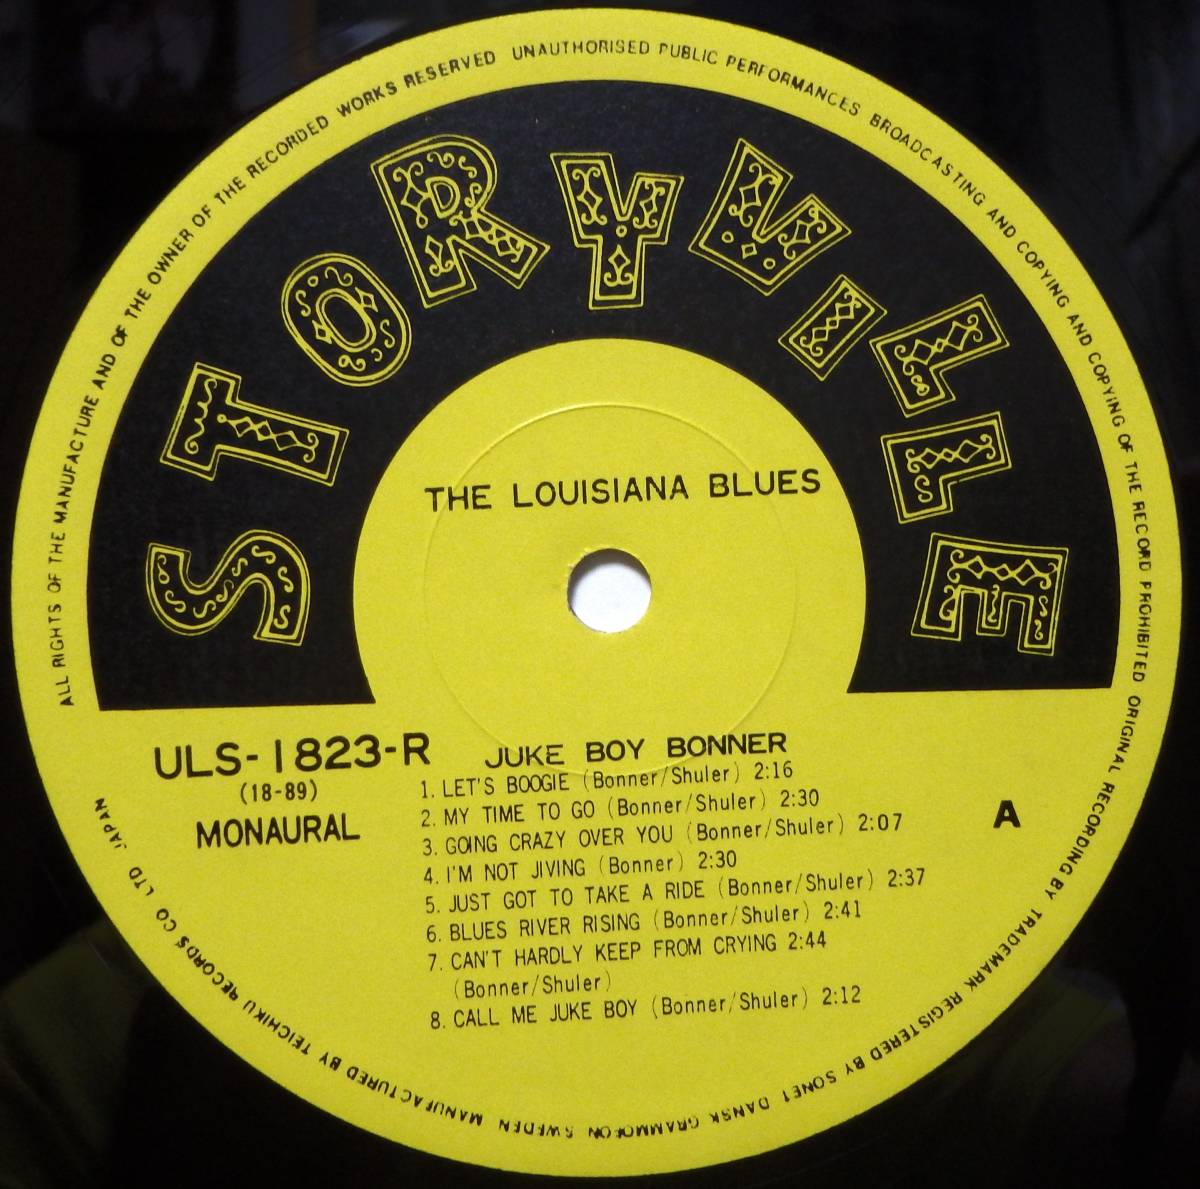 ALL RIGHTS OF THE MANUFACTURE AND OF THE OWNER OF THE RECORDED WORKS RESERVED UNAUTHORISED PUBLIC PERFORMANCES BROADCASTING AND COPYING AND COPYING OF THE RECORD PROHIBITED ORIGINAL RECORDING BY TRADEMARK REGISTERED BY SONET DANSK GRAMMOFON SWEDEN MANUFACTURED BY TEICHIKU RECORDS CO LTD JAPAN
STORYVILLE
THE LOUISIANA BLUES
ULS-1823-R
(18-89)
MONAURAL
JUKE BOY BONNER
1. LET'S BOOGIE (Bonner/Shuler) 2:16
2. MY TIME TO GO (Bonner/Shuler) 2:30
3. GOING CRAZY OVER YOU (Bonner/Shuler) 2:07
4. I'M NOT JIVING (Bonner) 2:30
5. JUST GOT TO TAKE A RIDE (Bonner/Shuler) 2:37
6. BLUES RIVER RISING (Bonner/Shuler) 2:41
7. CAN'T HARDLY KEEP FROM CRYING 2:44
(Bonner/Shuler)
8. CALL ME JUKE BOY (Bonner/Shuler) 2:12
A